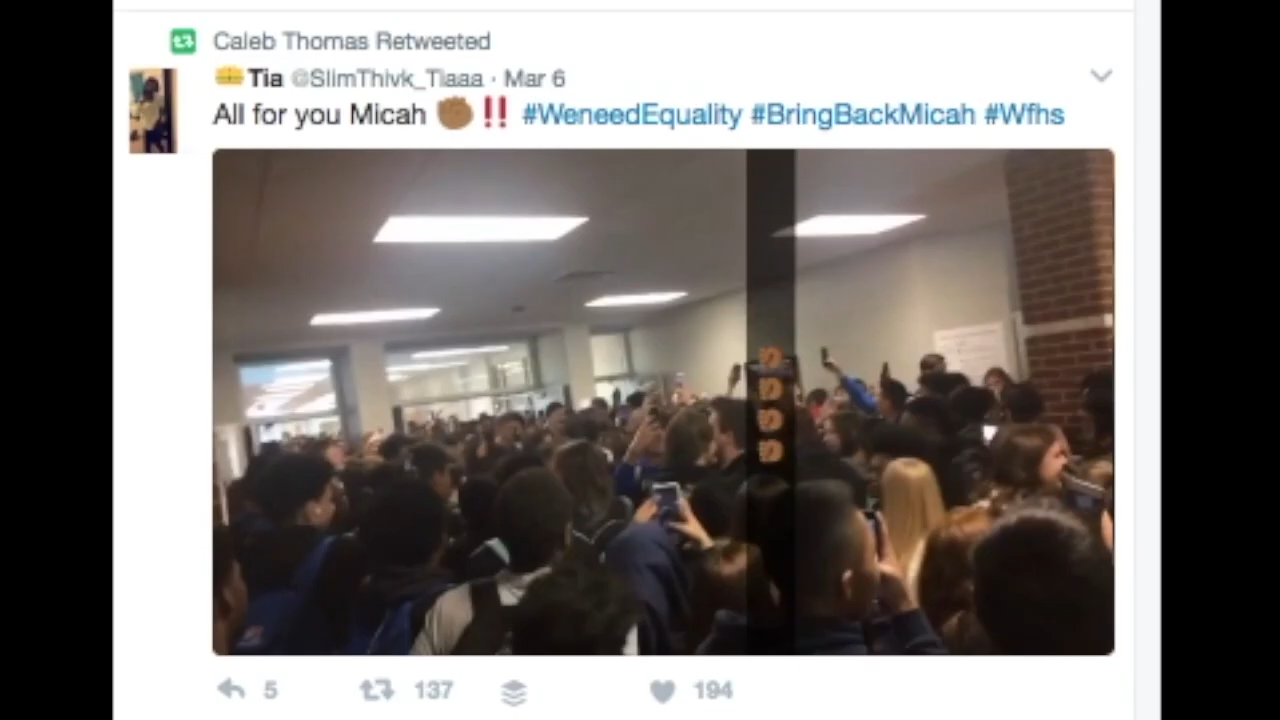 Caleb Thomas Retweeted
Tia @SlimThivk_Tiaaa · Mar 6
All for you Micah ✊🏾‼️ #WeneedEquality #BringBackMicah #Wfhs
5 137 194